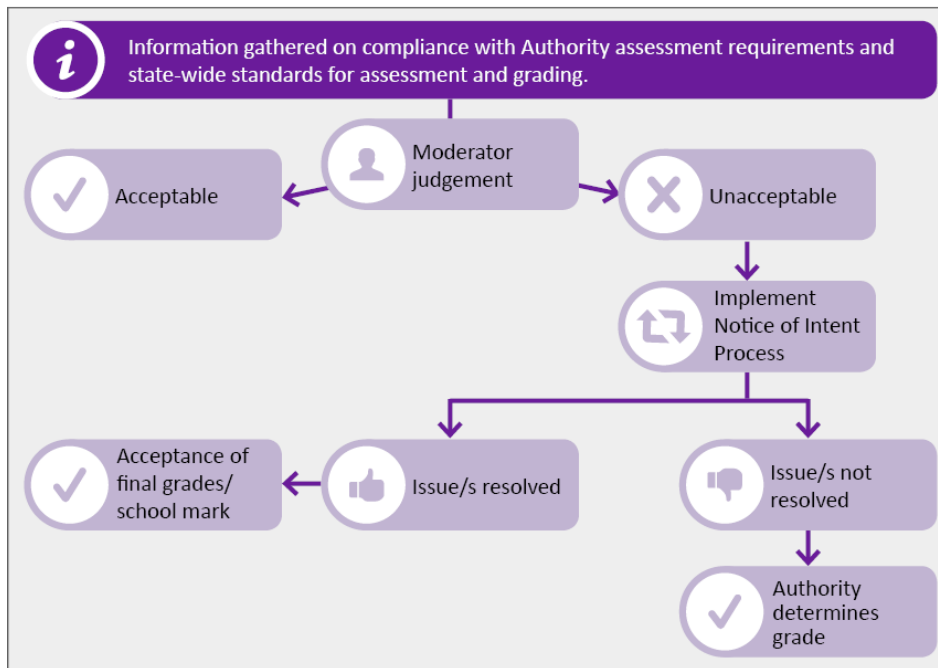 Information gathered on compliance with Authority assessment requirements and
state-wide standards for assessment and grading.
Moderator
judgement
Acceptable
Unacceptable
Implement
Notice of Intent
Process
Acceptance of
final grades/
school mark
Issue/s resolved
Issue/s not
resolved
Authority
determines
grade